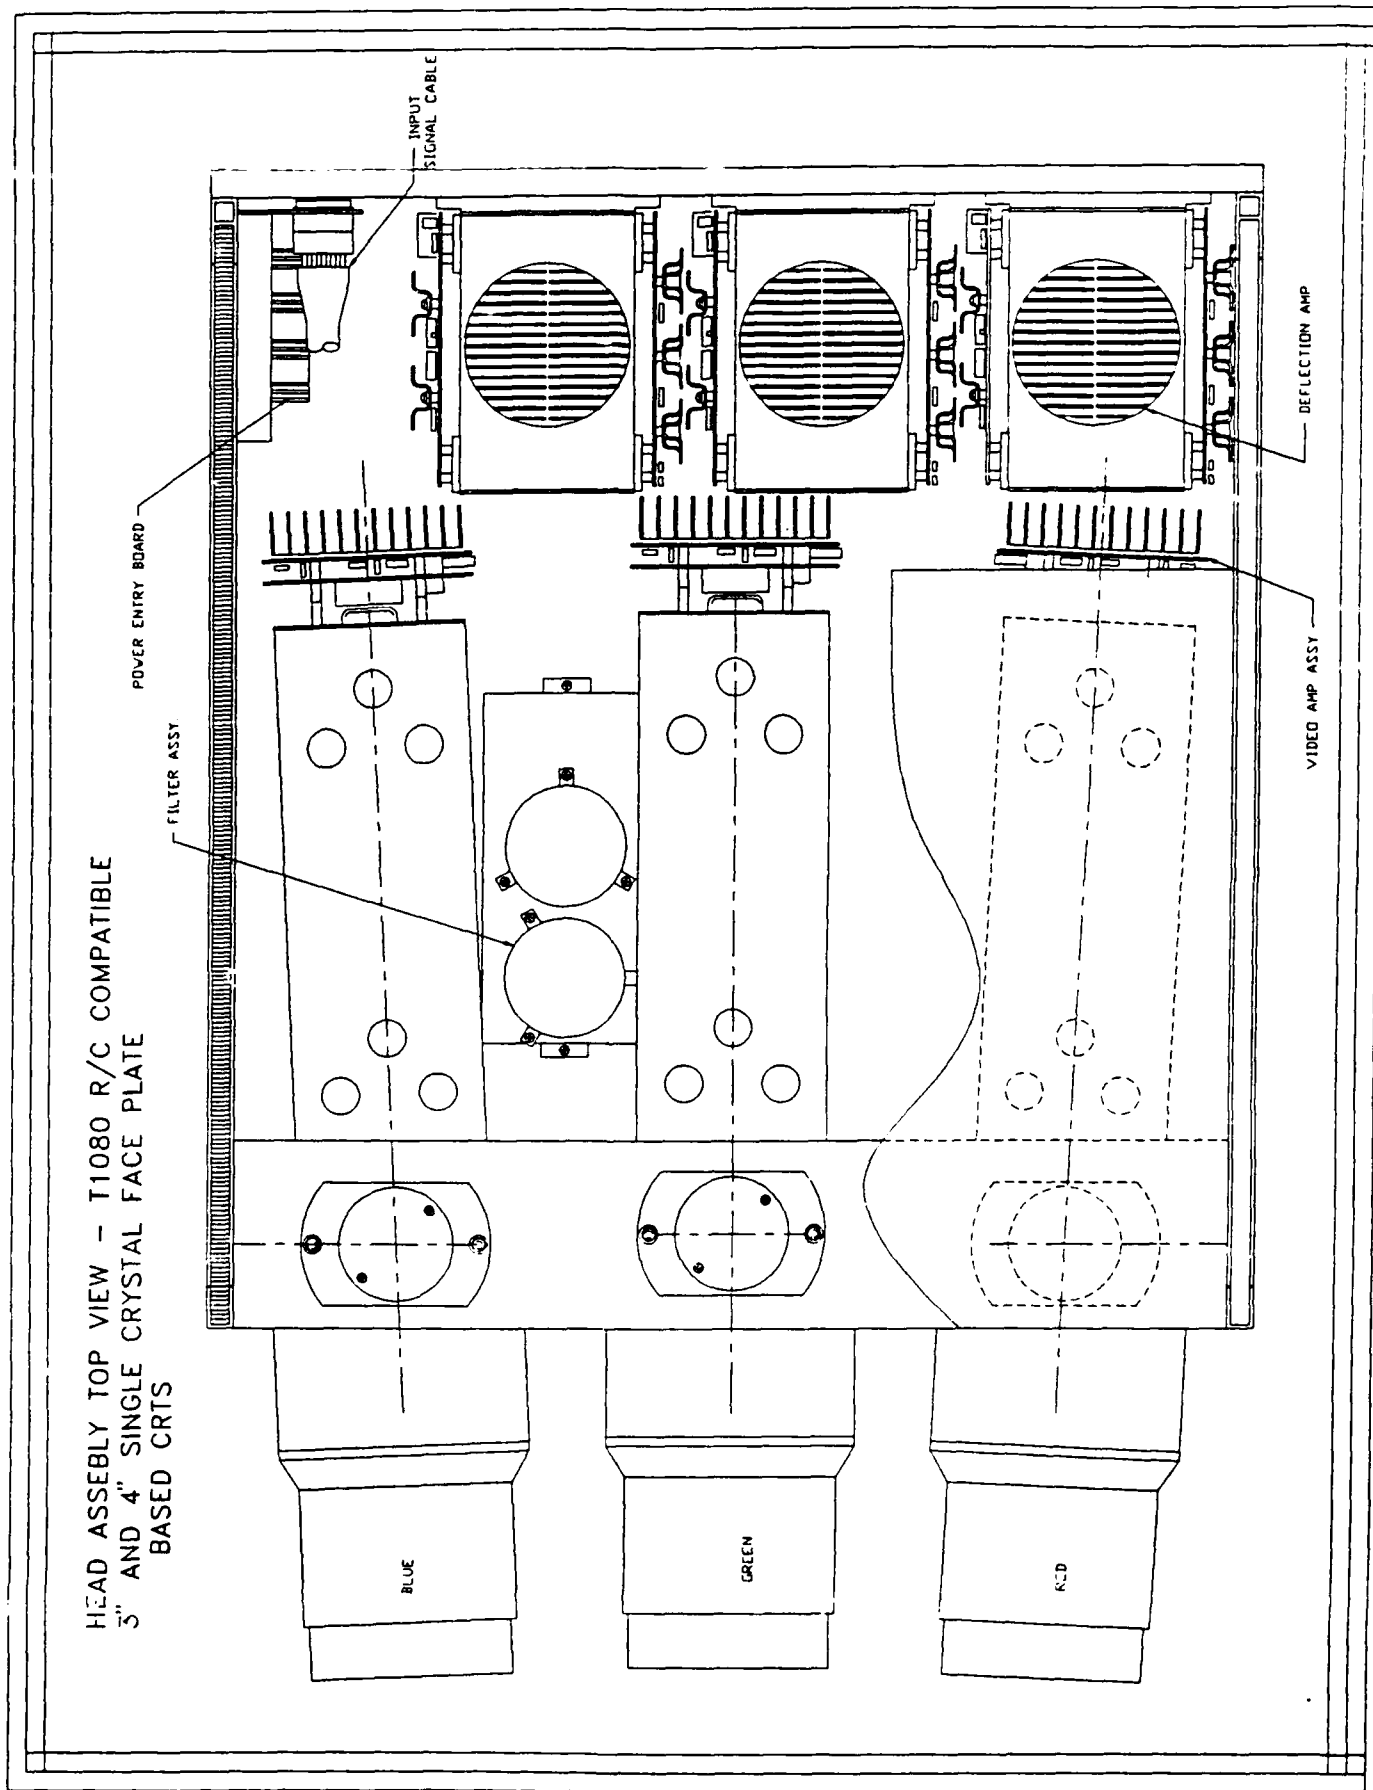 HEAD ASSEBLY TOP VIEW - T1080 R/C COMPATIBLE
3" AND 4" SINGLE CRYSTAL FACE PLATE
BASED CRTS
INPUT
SIGNAL CABLE
POWER ENTRY BOARD
FILTER ASSY
DEFLECTION AMP
VIDEO AMP ASSY
BLUE
GREEN
RED